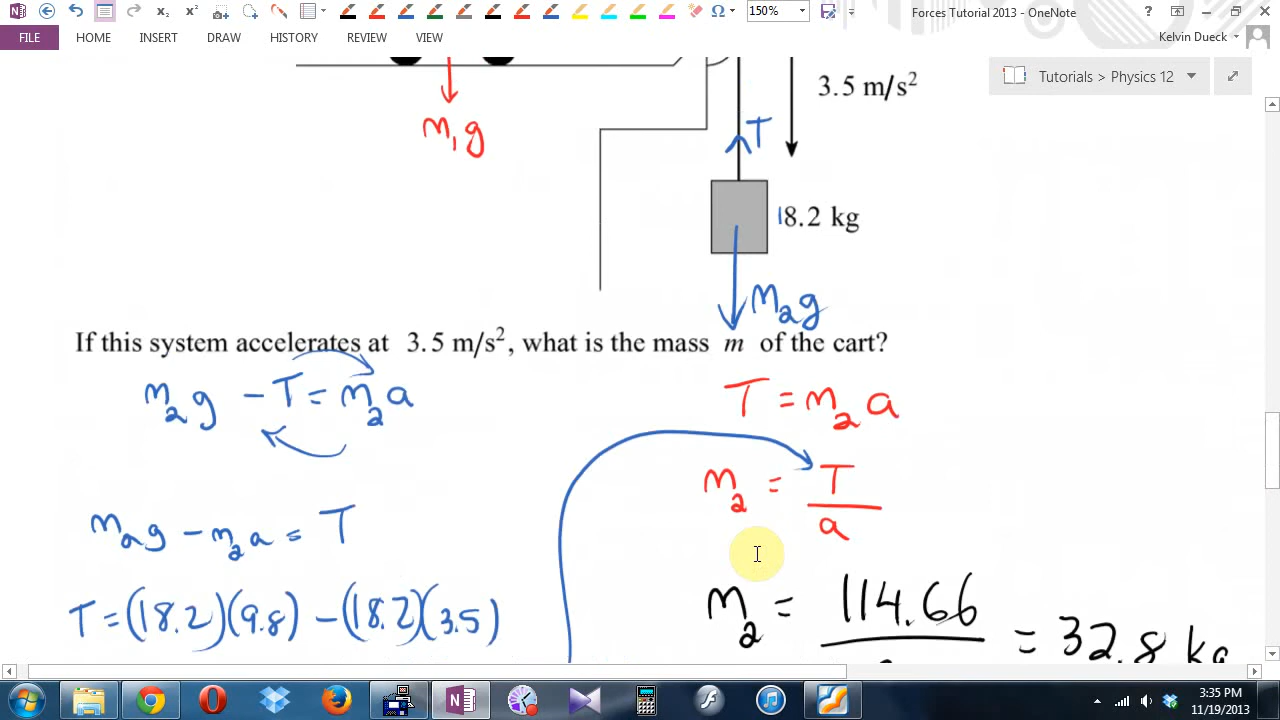 Forces Tutorial 2013 - OneNote
150%
FILE HOME INSERT DRAW HISTORY REVIEW VIEW
Kelvin Dueck
Tutorials > Physics 12
3.5 m/s²
m₁g
T
18.2 kg
m₂g
If this system accelerates at 3.5 m/s², what is the mass m of the cart?
m₂g - T = m₂a
T = m₂a
m₂ = T/a
m₂g - m₂a = T
T = (18.2)(9.8) - (18.2)(3.5)
m₂ = 114.66
= 32.8 kg
3:35 PM
11/19/2013